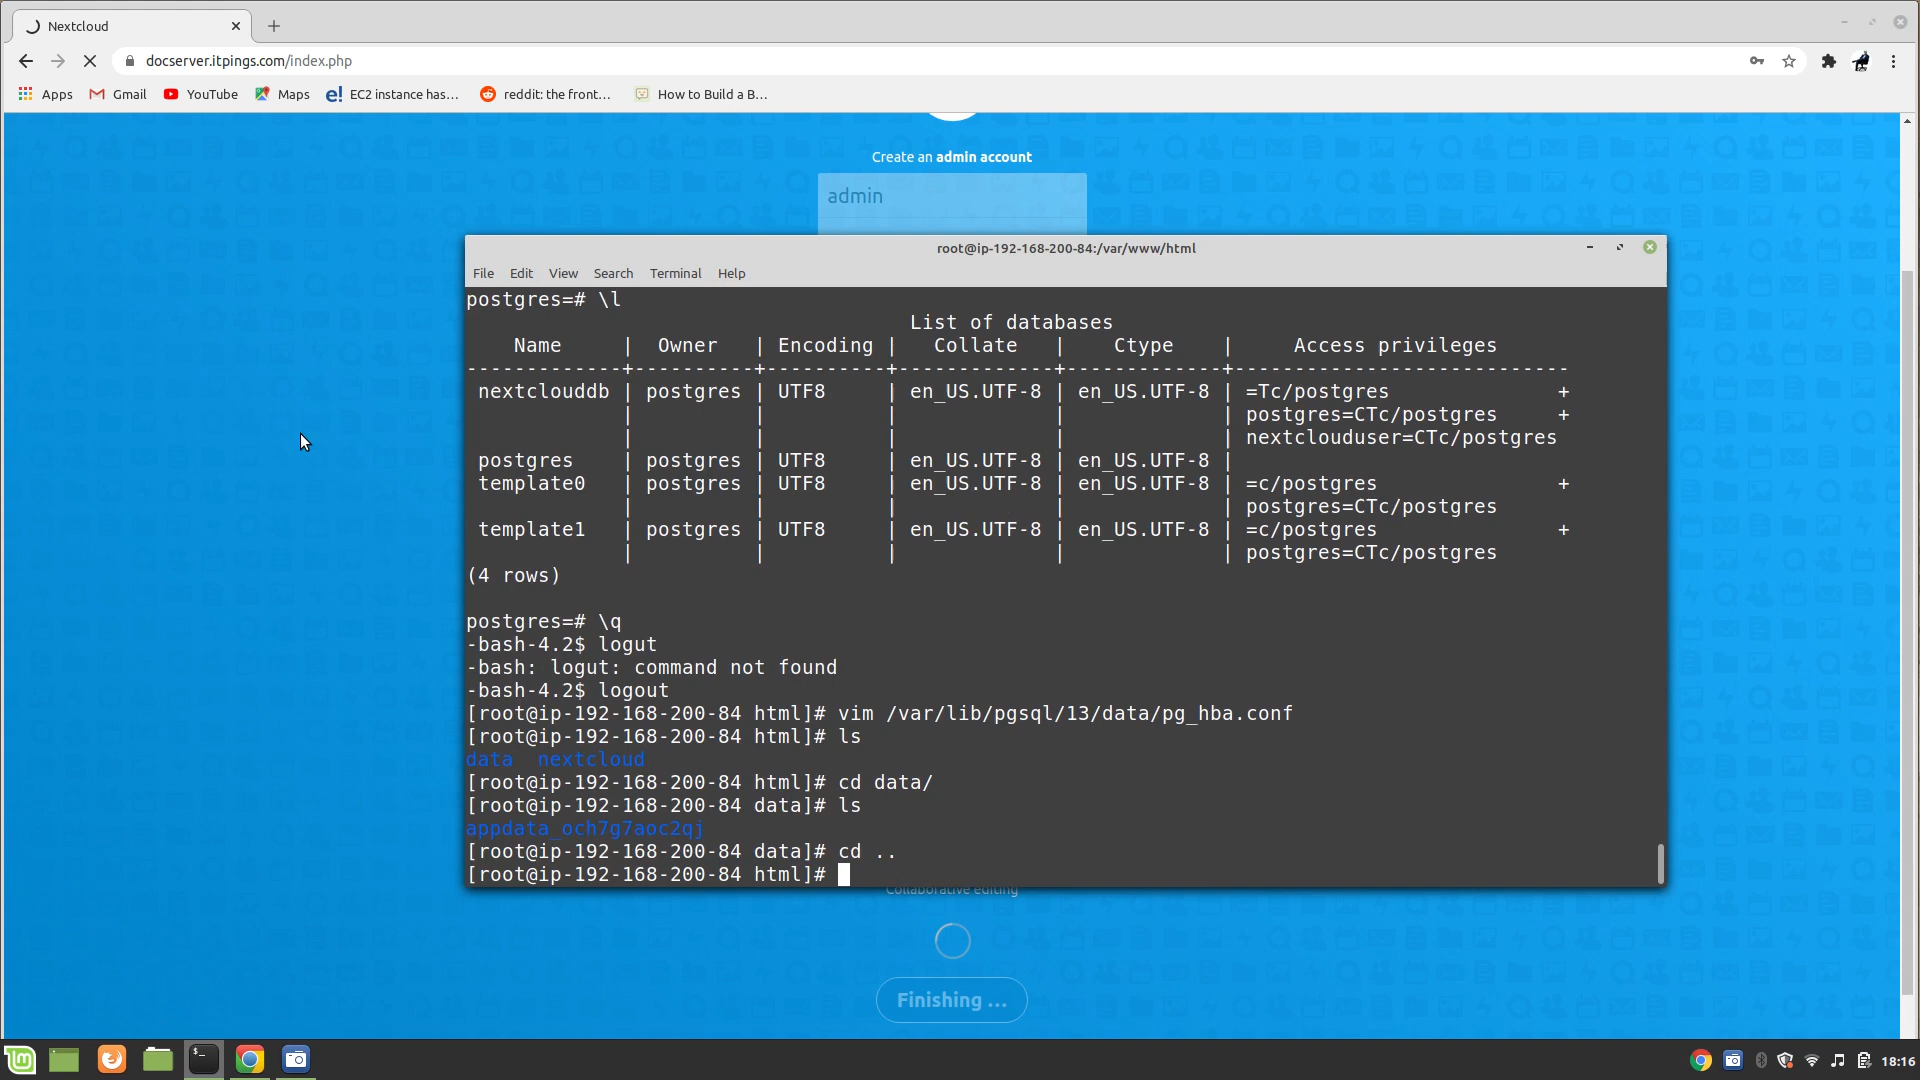 Nextcloud
docserver.itpings.com/index.php
Apps Gmail YouTube Maps EC2 instance has... reddit: the front... How to Build a B...
Create an admin account
admin
root@ip-192-168-200-84:/var/www/html
File Edit View Search Terminal Help
postgres=# \l
List of databases
Name | Owner | Encoding | Collate | Ctype | Access privileges
-------------+----------+----------+-------------+-------------+----------------------------
nextclouddb | postgres | UTF8 | en_US.UTF-8 | en_US.UTF-8 | =Tc/postgres +
| | | | | postgres=CTc/postgres +
| | | | | nextclouduser=CTc/postgres
postgres | postgres | UTF8 | en_US.UTF-8 | en_US.UTF-8 |
template0 | postgres | UTF8 | en_US.UTF-8 | en_US.UTF-8 | =c/postgres +
| | | | | postgres=CTc/postgres
template1 | postgres | UTF8 | en_US.UTF-8 | en_US.UTF-8 | =c/postgres +
| | | | | postgres=CTc/postgres
(4 rows)
postgres=# \q
-bash-4.2$ logut
-bash: logut: command not found
-bash-4.2$ logout
[root@ip-192-168-200-84 html]# vim /var/lib/pgsql/13/data/pg_hba.conf
[root@ip-192-168-200-84 html]# ls
data nextcloud
[root@ip-192-168-200-84 html]# cd data/
[root@ip-192-168-200-84 data]# ls
appdata_och7g7aoc2qj
[root@ip-192-168-200-84 data]# cd ..
[root@ip-192-168-200-84 html]#
Collaborative editing
Finishing ...
18:16